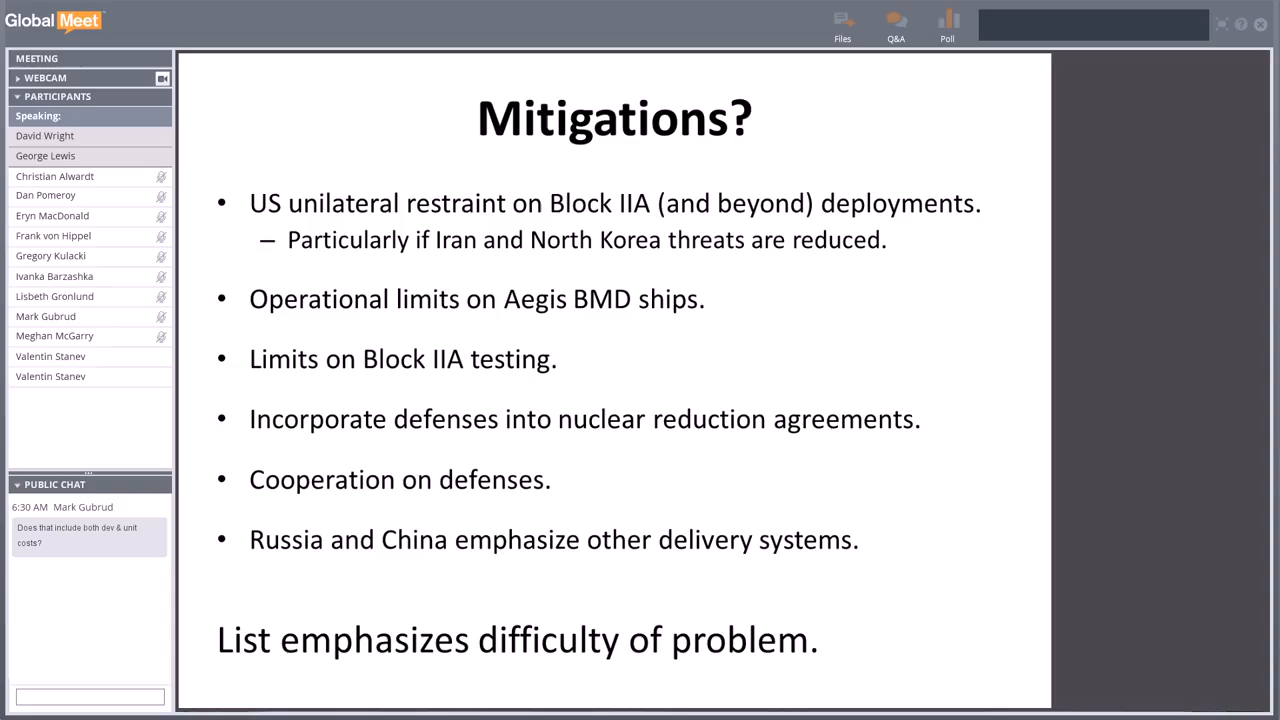 Global Meet
Files
Q&A
Poll
MEETING
WEBCAM
PARTICIPANTS
Speaking:
David Wright
George Lewis
Christian Alwardt
Dan Pomeroy
Eryn MacDonald
Frank von Hippel
Gregory Kulacki
Ivanka Barzashka
Lisbeth Gronlund
Mark Gubrud
Meghan McGarry
Valentin Stanev
Valentin Stanev
PUBLIC CHAT
6:30 AM Mark Gubrud
Does that include both dev & unit
costs?
Mitigations?
• US unilateral restraint on Block IIA (and beyond) deployments.
– Particularly if Iran and North Korea threats are reduced.
• Operational limits on Aegis BMD ships.
• Limits on Block IIA testing.
• Incorporate defenses into nuclear reduction agreements.
• Cooperation on defenses.
• Russia and China emphasize other delivery systems.
List emphasizes difficulty of problem.